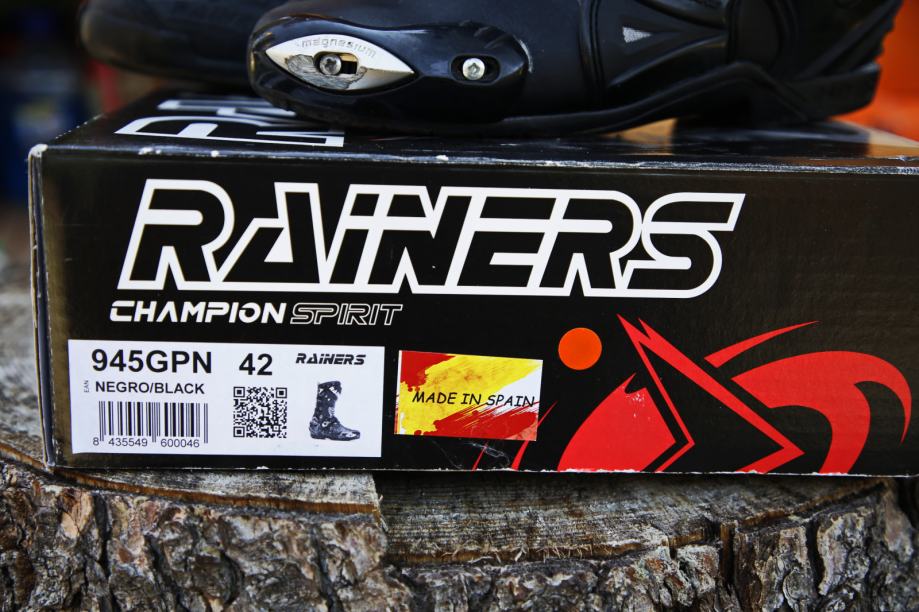 magnesium
RAINERS
CHAMPION SPIRIT
945GPN 42 RAINERS
EAN NEGRO/BLACK
8 435549 600046
MADE IN SPAIN